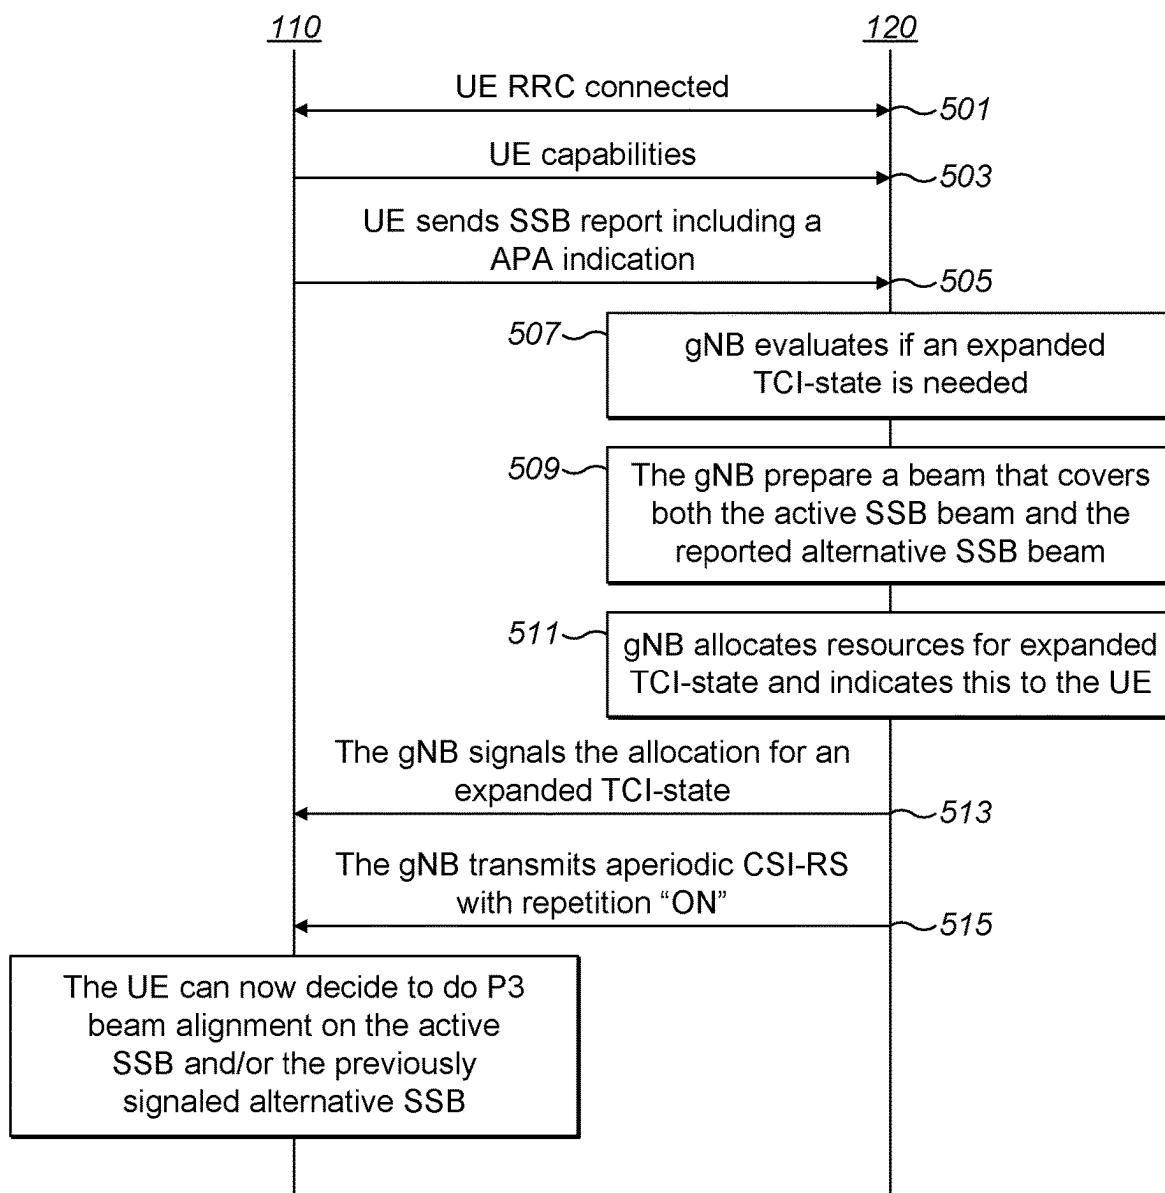 110
120
UE RRC connected
501
UE capabilities
503
UE sends SSB report including a
APA indication
505
507
gNB evaluates if an expanded
TCI-state is needed
509
The gNB prepare a beam that covers
both the active SSB beam and the
reported alternative SSB beam
511
gNB allocates resources for expanded
TCI-state and indicates this to the UE
The gNB signals the allocation for an
expanded TCI-state
513
The gNB transmits aperiodic CSI-RS
with repetition “ON”
515
The UE can now decide to do P3
beam alignment on the active
SSB and/or the previously
signaled alternative SSB